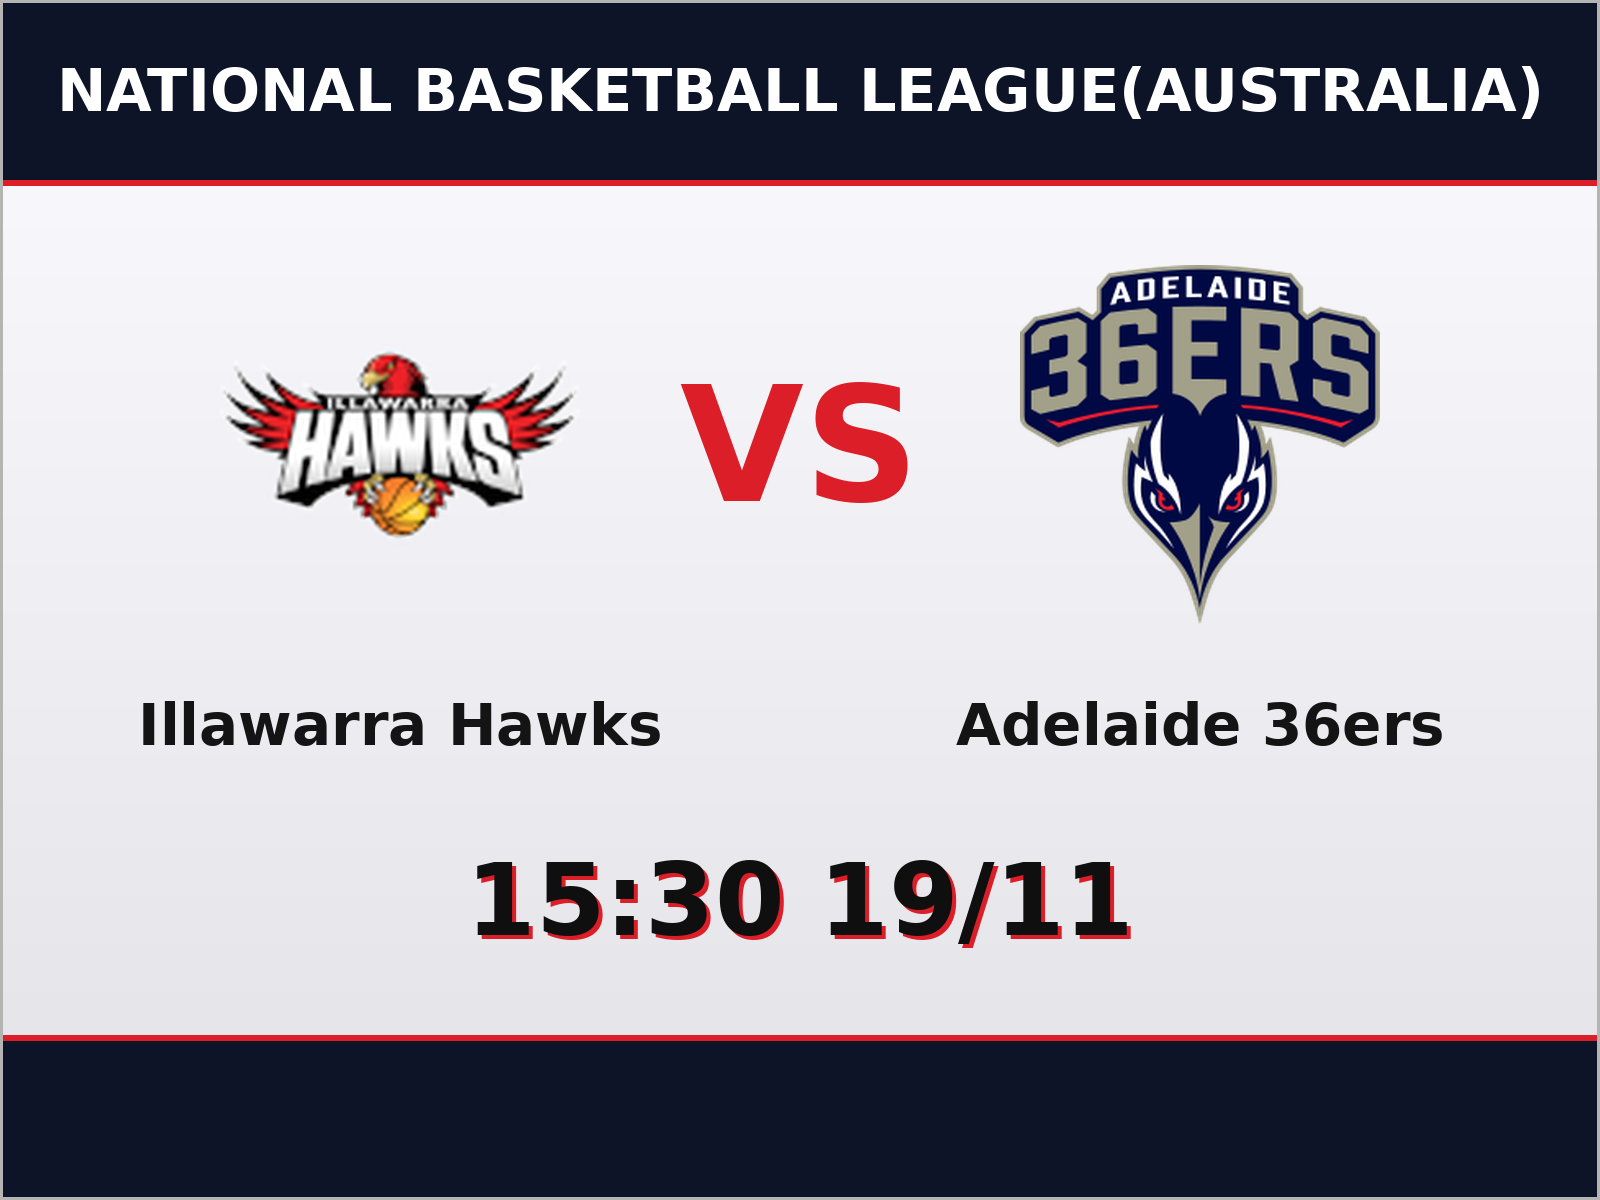 NATIONAL BASKETBALL LEAGUE(AUSTRALIA)
ILLAWARRA
HAWKS
VS
ADELAIDE
36ERS
Illawarra Hawks
Adelaide 36ers
15:30 19/11